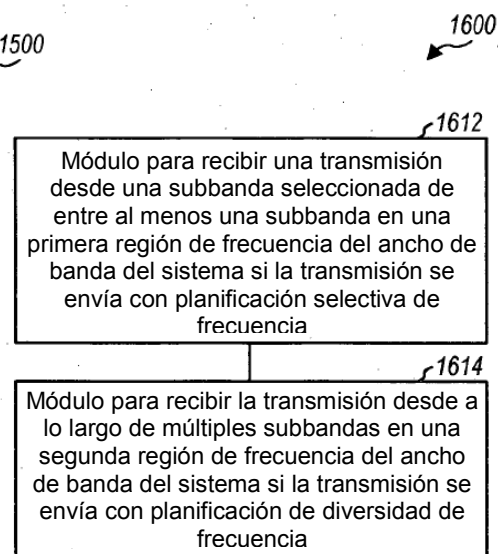 1500
1600
1612
Módulo para recibir una transmisión
desde una subbanda seleccionada de
entre al menos una subbanda en una
primera región de frecuencia del ancho de
banda del sistema si la transmisión se
envía con planificación selectiva de
frecuencia
1614
Módulo para recibir la transmisión desde a
lo largo de múltiples subbandas en una
segunda región de frecuencia del ancho
de banda del sistema si la transmisión se
envía con planificación de diversidad de
frecuencia